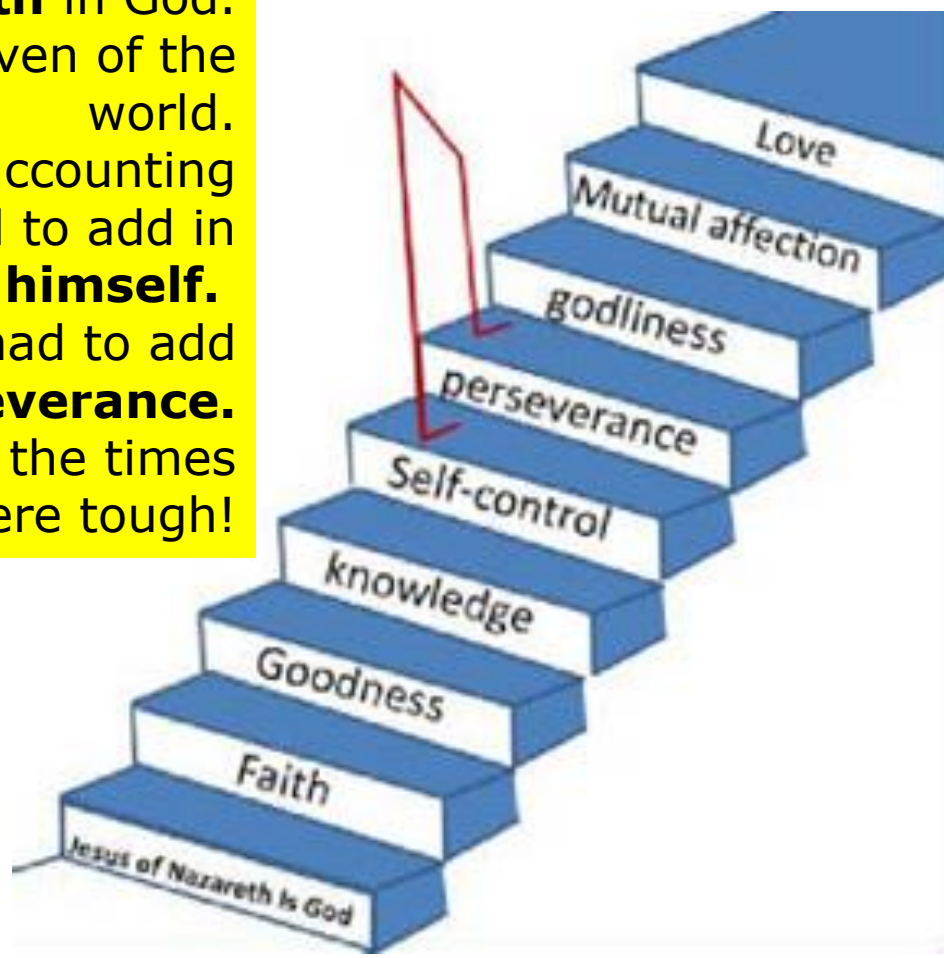 in God.
ven of the
world.
ccounting
to add in
himself.
had to add
everance.
the times
ere tough!
Love
Mutual affection
godliness
perseverance
Self-control
knowledge
Goodness
Faith
Jesus of Nazareth Is God